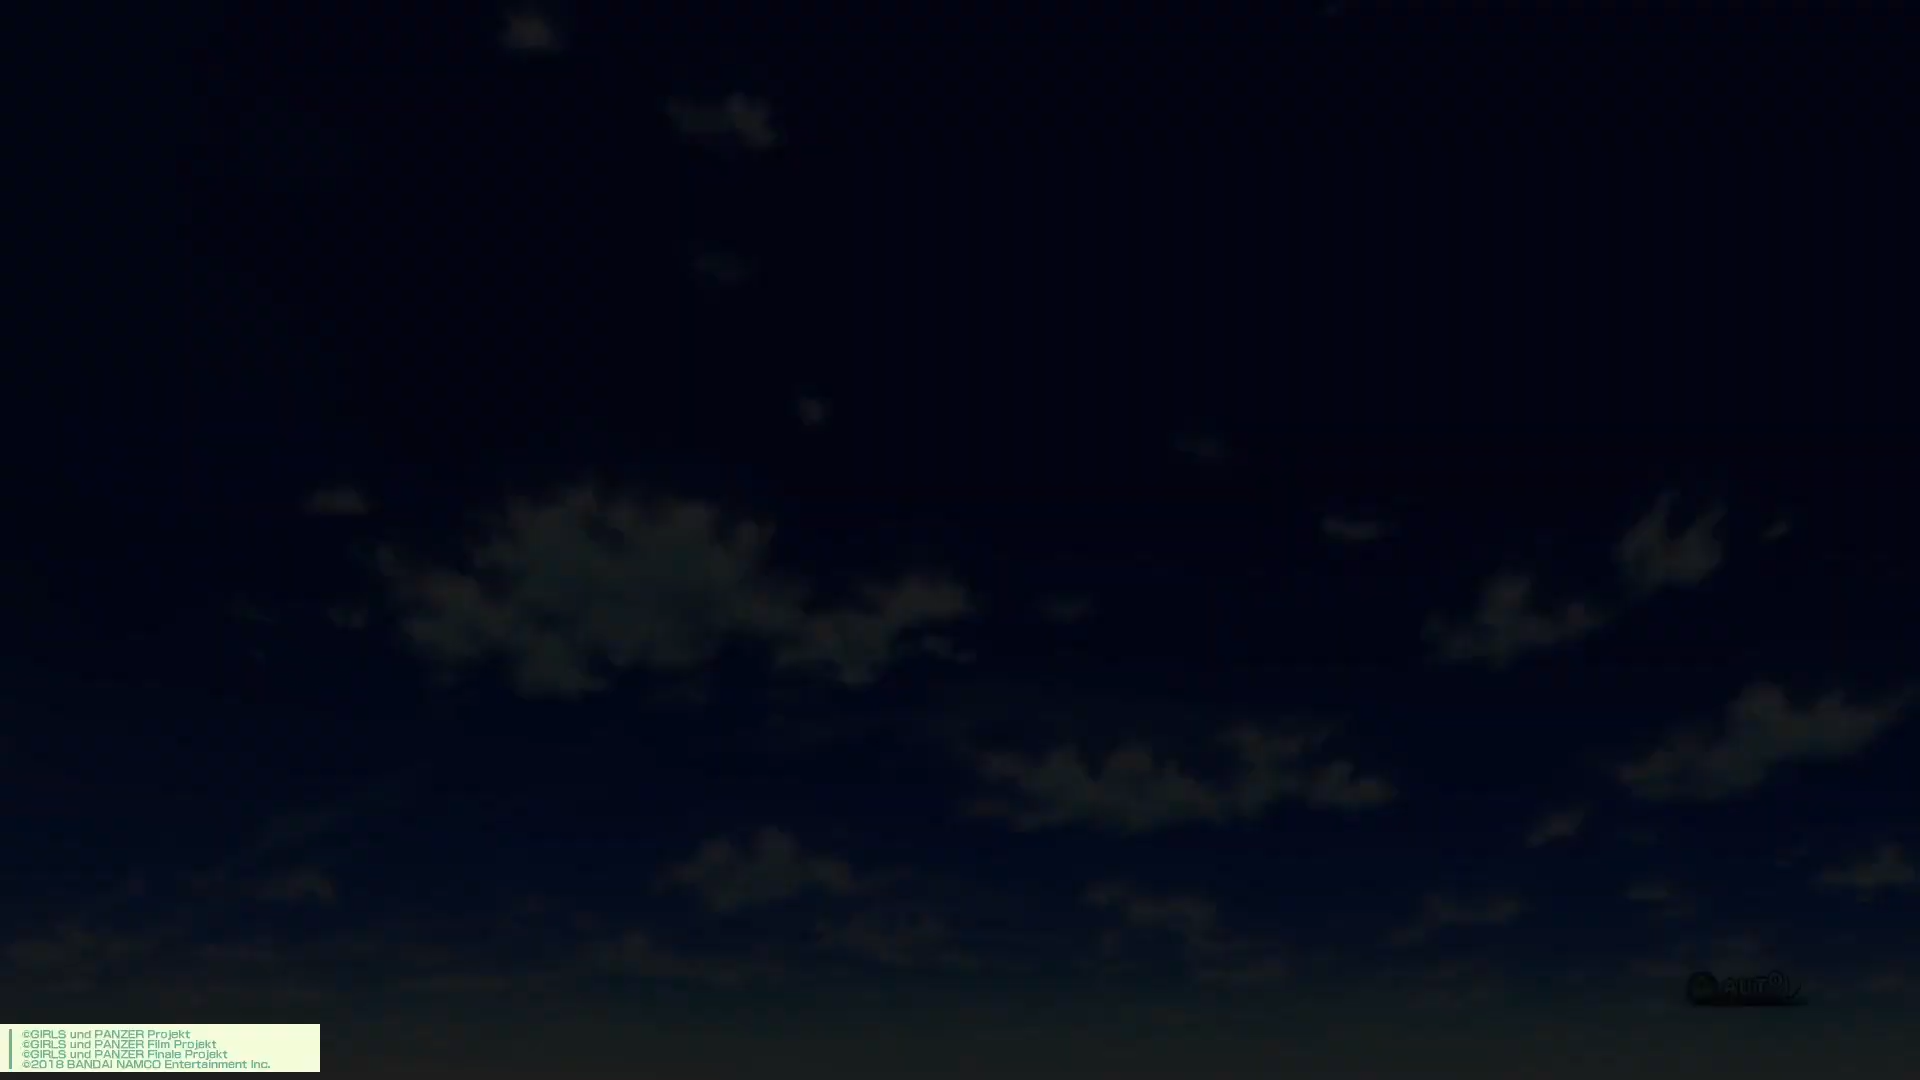 AUTO
©GIRLS und PANZER Projekt
©GIRLS und PANZER Film Projekt
©GIRLS und PANZER Finale Projekt
©2018 BANDAI NAMCO Entertainment Inc.